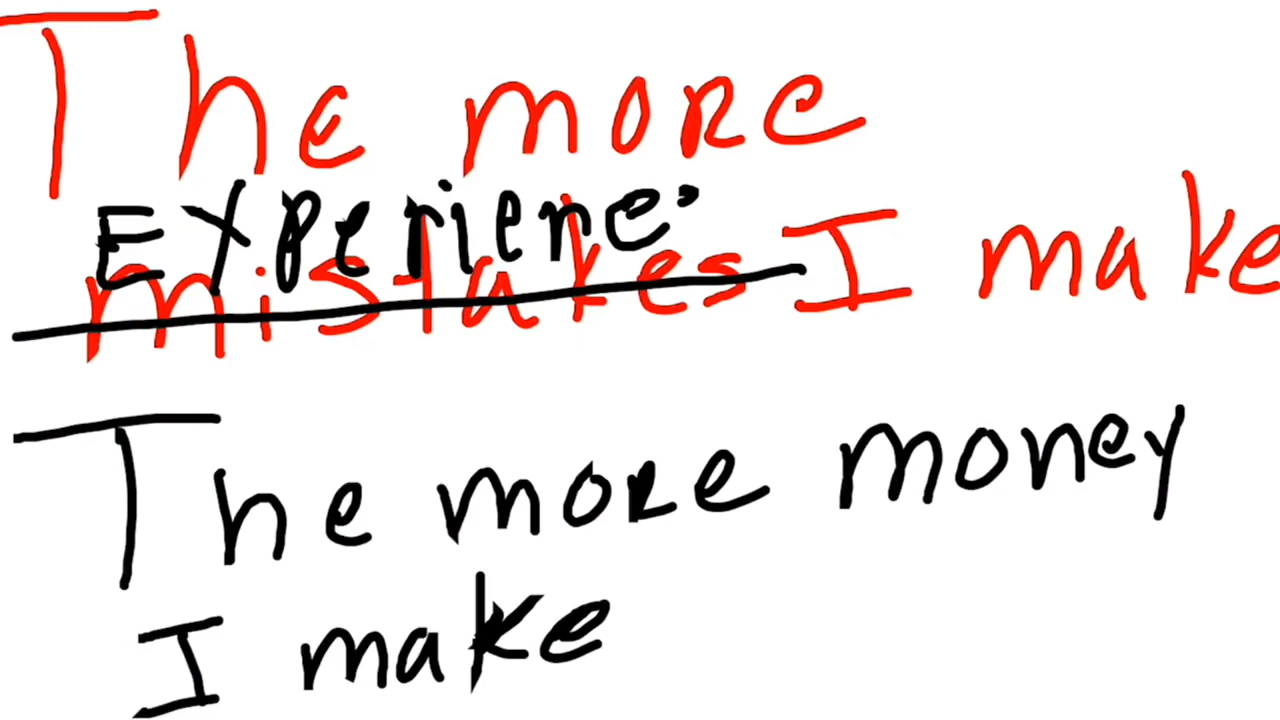 The more
Experiene
mistakes I make
The more money
I make